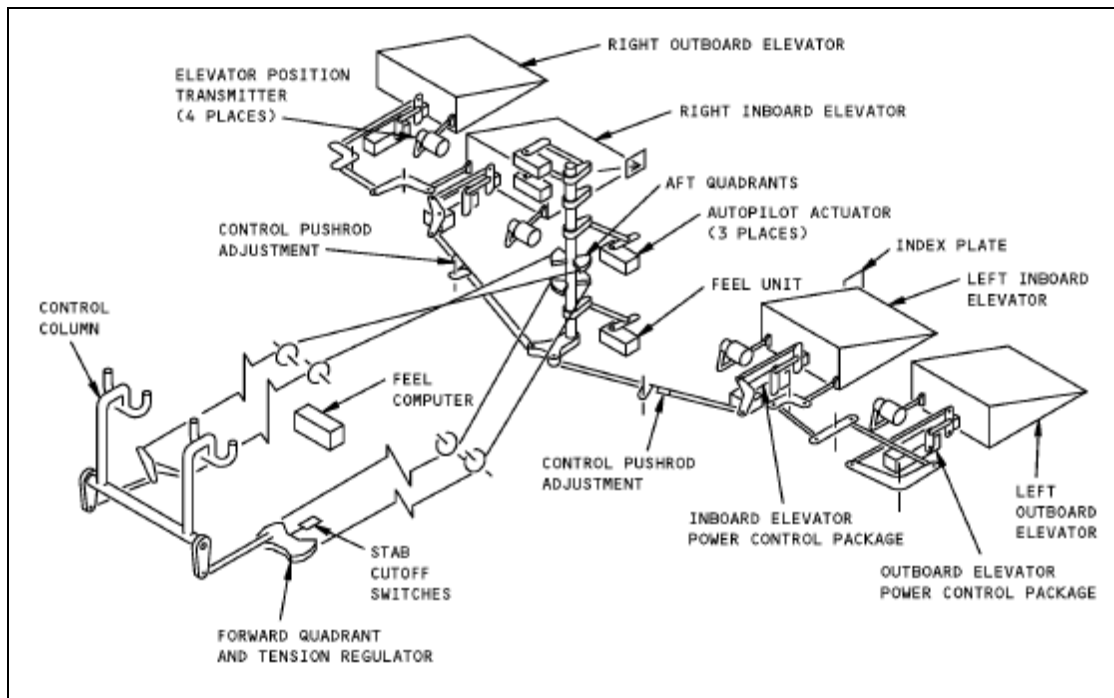 RIGHT OUTBOARD ELEVATOR
ELEVATOR POSITION
TRANSMITTER
(4 PLACES)
RIGHT INBOARD ELEVATOR
AFT QUADRANTS
AUTOPILOT ACTUATOR
(3 PLACES)
CONTROL PUSHROD
ADJUSTMENT
INDEX PLATE
LEFT INBOARD
ELEVATOR
FEEL UNIT
CONTROL
COLUMN
FEEL
COMPUTER
CONTROL PUSHROD
ADJUSTMENT
LEFT
OUTBOARD
ELEVATOR
INBOARD ELEVATOR
POWER CONTROL PACKAGE
STAB
CUTOFF
SWITCHES
OUTBOARD ELEVATOR
POWER CONTROL PACKAGE
FORWARD QUADRANT
AND TENSION REGULATOR